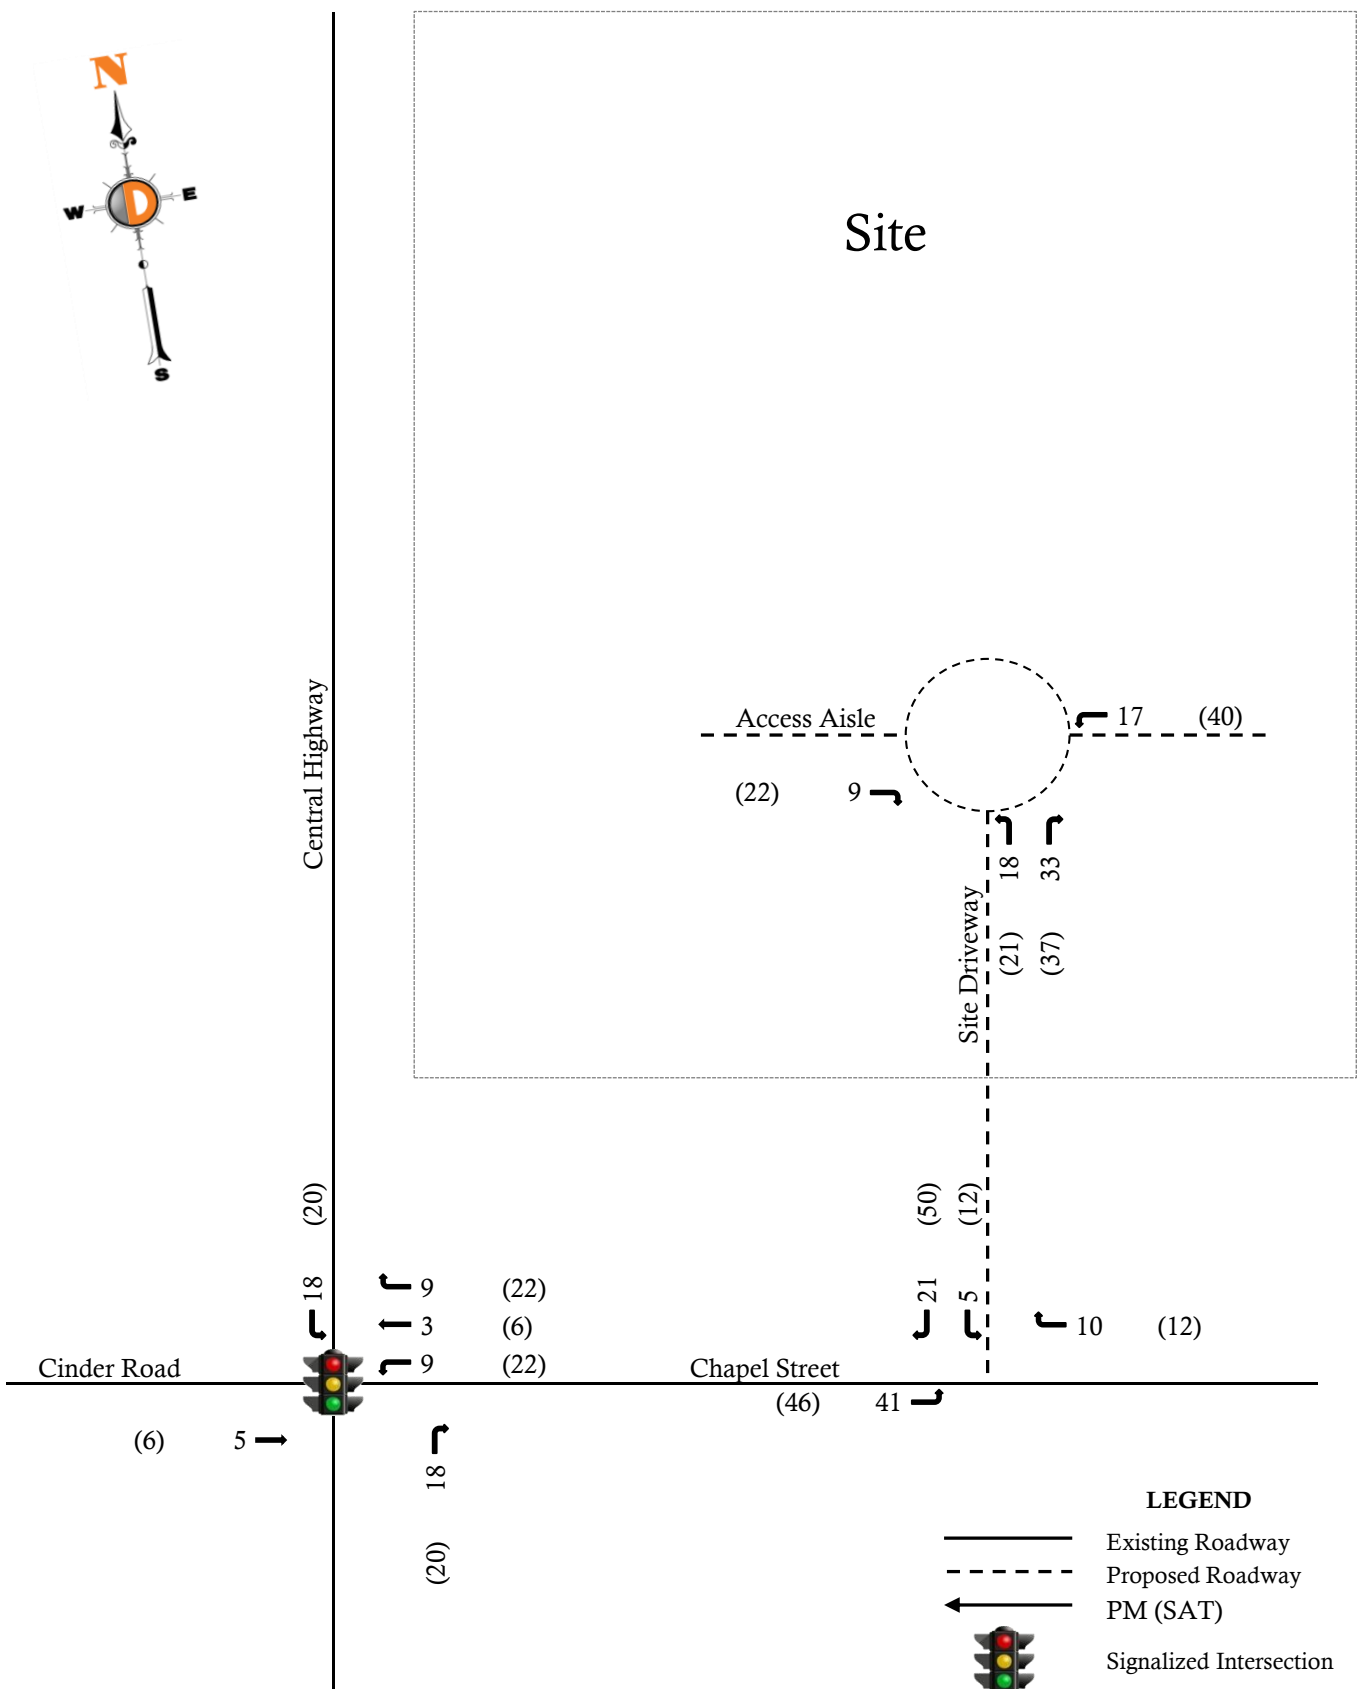 N
W
D
E
S
Site
Central Highway
Access Aisle
17 (40)
(22) 9
18 33
(21) (37)
Site Driveway
(20)
18
(50) (12)
21 5
9 (22)
3 (6)
9 (22)
10 (12)
Cinder Road
Chapel Street
(46) 41
(6) 5
18
(20)
LEGEND
Existing Roadway
Proposed Roadway
PM (SAT)
Signalized Intersection